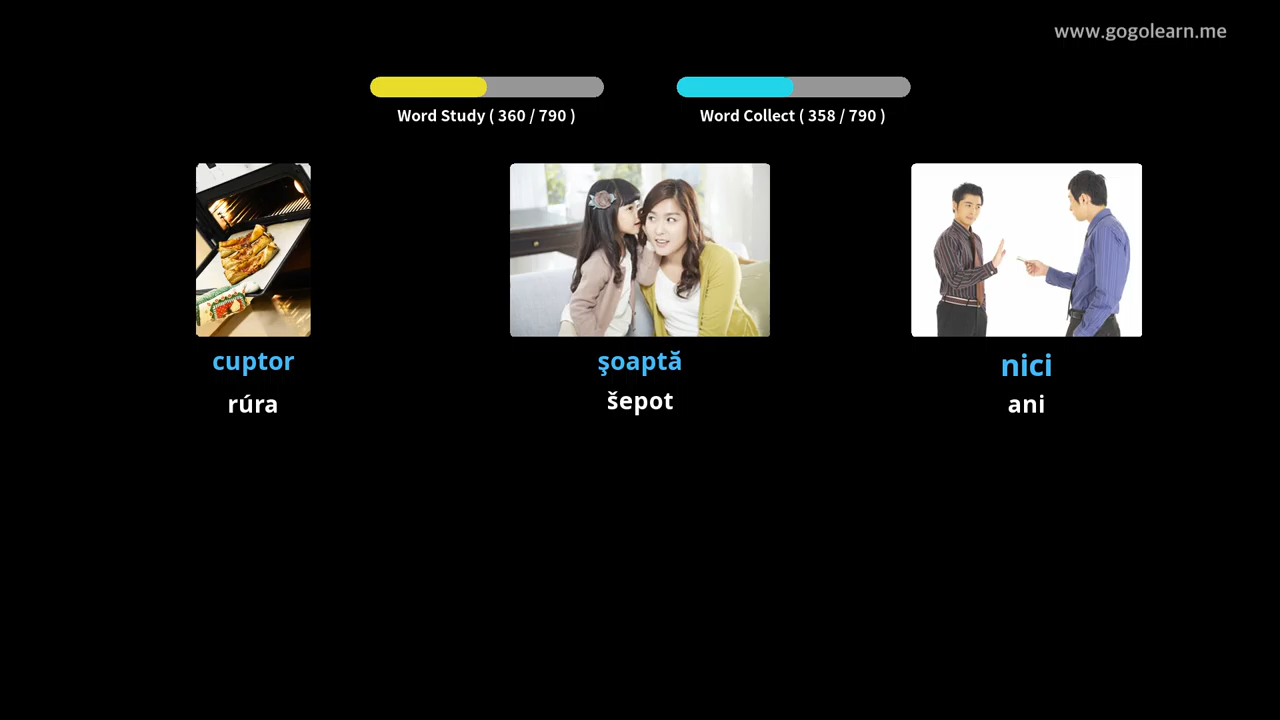 www.gogolearn.me
Word Study ( 360 / 790 )
Word Collect ( 358 / 790 )
cuptor
şoaptă
nici
rúra
šepot
ani